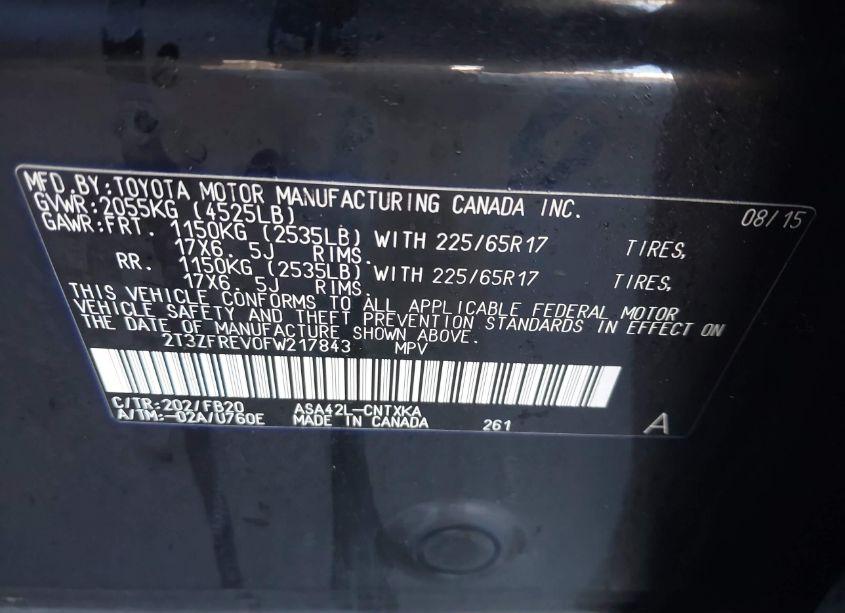 MFD.BY:TOYOTA MOTOR MANUFACTURING CANADA INC. 08/15
GVWR:2055KG (4525LB)
GAWR:FRT. 1150KG (2535LB) WITH 225/65R17 TIRES,
17X6.5J RIMS.
RR. 1150KG (2535LB) WITH 225/65R17 TIRES,
17X6.5J RIMS.
THIS VEHICLE CONFORMS TO ALL APPLICABLE FEDERAL MOTOR
VEHICLE SAFETY AND THEFT PREVENTION STANDARDS IN EFFECT ON
THE DATE OF MANUFACTURE SHOWN ABOVE.
2T3ZFREV0FW217843 MPV
C/TR:202/FB20 ASA42L-CNTXKA
A/TM:-02A/U760E MADE IN CANADA 261 A